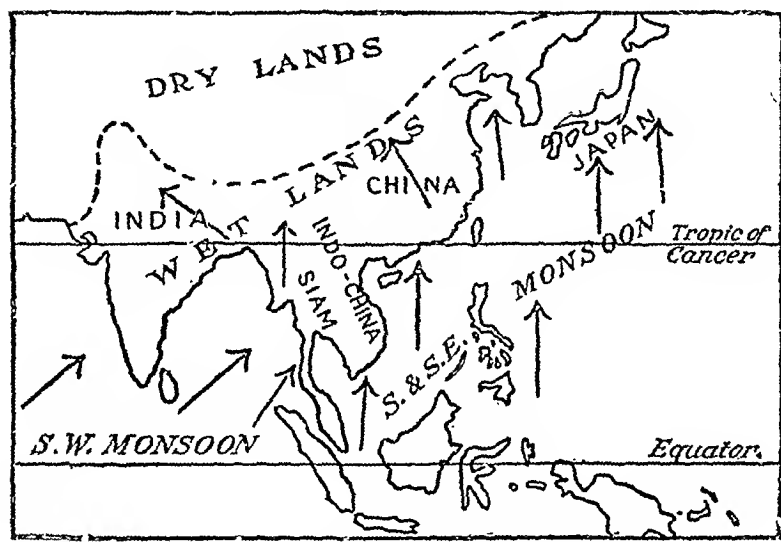 DRY LANDS
WET LANDS
CHINA
JAPAN
INDIA
INDO-CHINA
SIAM
Tropic of
Cancer
S. & S.E. MONSOON
S.W. MONSOON
Equator.